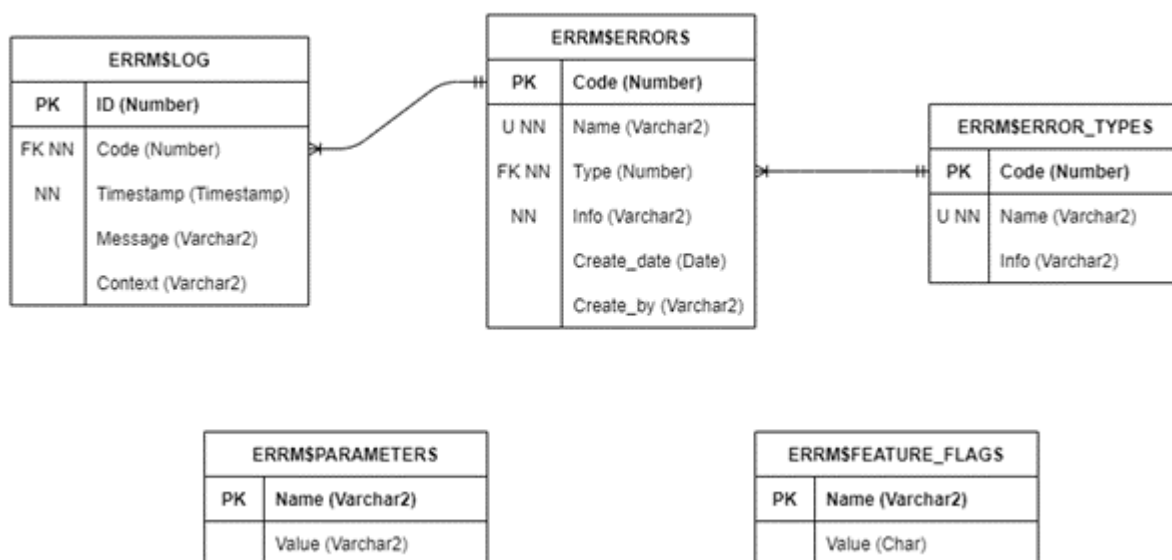 ERRM$LOG
PK ID (Number)
FK NN Code (Number)
NN Timestamp (Timestamp)
Message (Varchar2)
Context (Varchar2)
ERRM$ERRORS
PK Code (Number)
U NN Name (Varchar2)
FK NN Type (Number)
NN Info (Varchar2)
Create_date (Date)
Create_by (Varchar2)
ERRM$ERROR_TYPES
PK Code (Number)
U NN Name (Varchar2)
Info (Varchar2)
ERRM$PARAMETERS
PK Name (Varchar2)
Value (Varchar2)
ERRM$FEATURE_FLAGS
PK Name (Varchar2)
Value (Char)